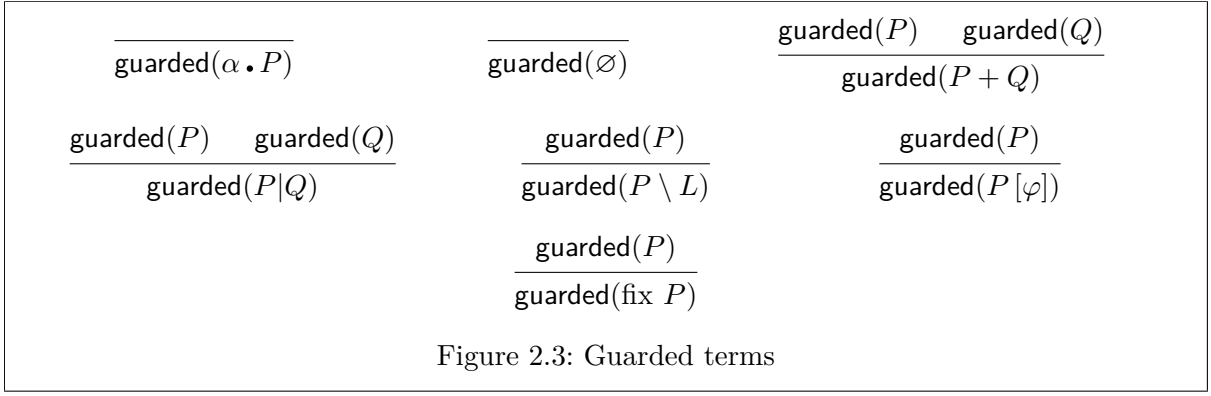 guarded(P) guarded(Q)
guarded(α . P) guarded(∅) guarded(P + Q)
guarded(P) guarded(Q) guarded(P) guarded(P)
guarded(P|Q) guarded(P \ L) guarded(P [φ])
guarded(P)
guarded(fix P)
Figure 2.3: Guarded terms